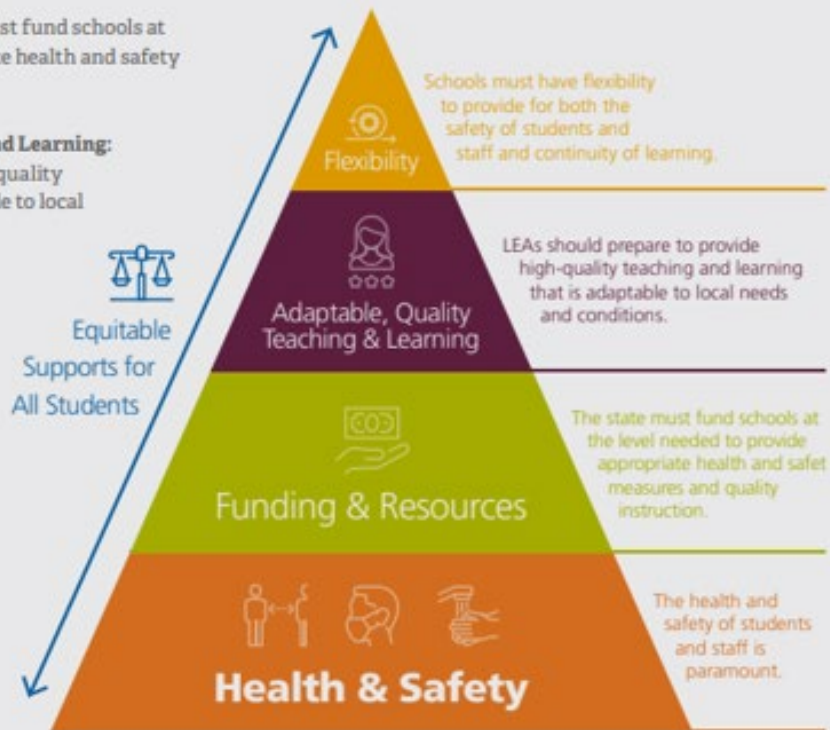 st fund schools at
te health and safety
nd Learning:
quality
le to local
Equitable
Supports for
All Students
Flexibility
Schools must have flexibility
to provide for both the
safety of students and
staff and continuity of learning.
Adaptable, Quality
Teaching & Learning
LEAs should prepare to provide
high-quality teaching and learning
that is adaptable to local needs
and conditions.
Funding & Resources
The state must fund schools at
the level needed to provide
appropriate health and safet
measures and quality
instruction.
Health & Safety
The health and
safety of students
and staff is
paramount.